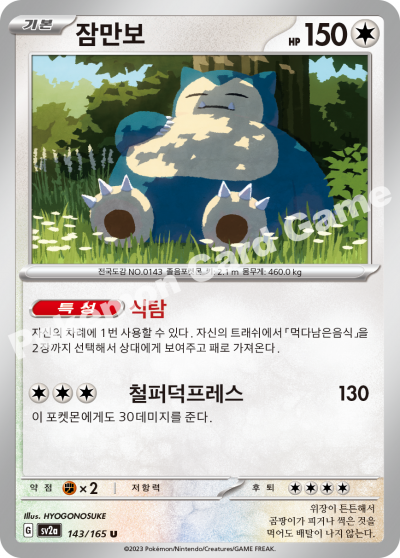 기본 잠만보 HP 150
전국도감 NO.0143 졸음포켓몬 키: 2.1 m 몸무게: 460.0 kg
특성 식탐
자신의 차례에 1번 사용할 수 있다. 자신의 트래쉬에서 「먹다남은음식」을
2장까지 선택해서 상대에게 보여주고 패로 가져온다.
철퍼덕프레스 130
이 포켓몬에게도 30데미지를 준다.
약점 ×2 저항력 후퇴
Illus. HYOGONOSUKE
G sv2a 143/165 U
위장이 튼튼해서
곰팡이가 피거나 썩은 것을
먹어도 배탈이 나지 않는다.
©2023 Pokémon/Nintendo/Creatures/GAME FREAK.
Pokémon Card Game